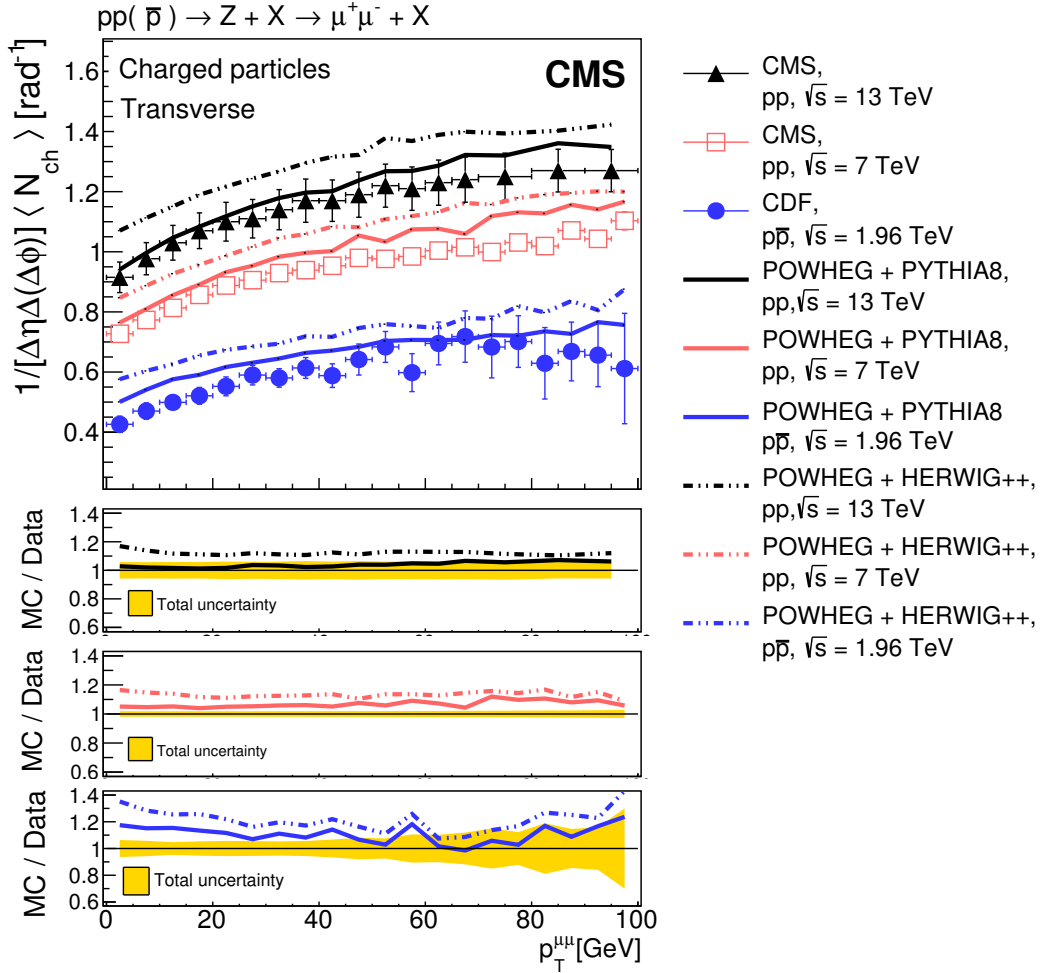 pp( p̅ ) → Z + X → μ⁺μ⁻ + X
1/[ΔηΔ(Δϕ)] ⟨ N_ch ⟩ [rad⁻¹]
Charged particles
CMS
Transverse
1.6
1.4
1.2
1
0.8
0.6
0.4
CMS,
pp, √s = 13 TeV
CMS,
pp, √s = 7 TeV
CDF,
pp̅, √s = 1.96 TeV
POWHEG + PYTHIA8,
pp,√s = 13 TeV
POWHEG + PYTHIA8,
pp, √s = 7 TeV
POWHEG + PYTHIA8
pp̅, √s = 1.96 TeV
POWHEG + HERWIG++,
pp,√s = 13 TeV
POWHEG + HERWIG++,
pp, √s = 7 TeV
POWHEG + HERWIG++,
pp̅, √s = 1.96 TeV
MC / Data
1.4
1.2
1
0.8
0.6
Total uncertainty
MC / Data
1.4
1.2
1
0.8
0.6
Total uncertainty
MC / Data
1.4
1.2
1
0.8
0.6
Total uncertainty
0 20 40 60 80 100
p_T^μμ [GeV]